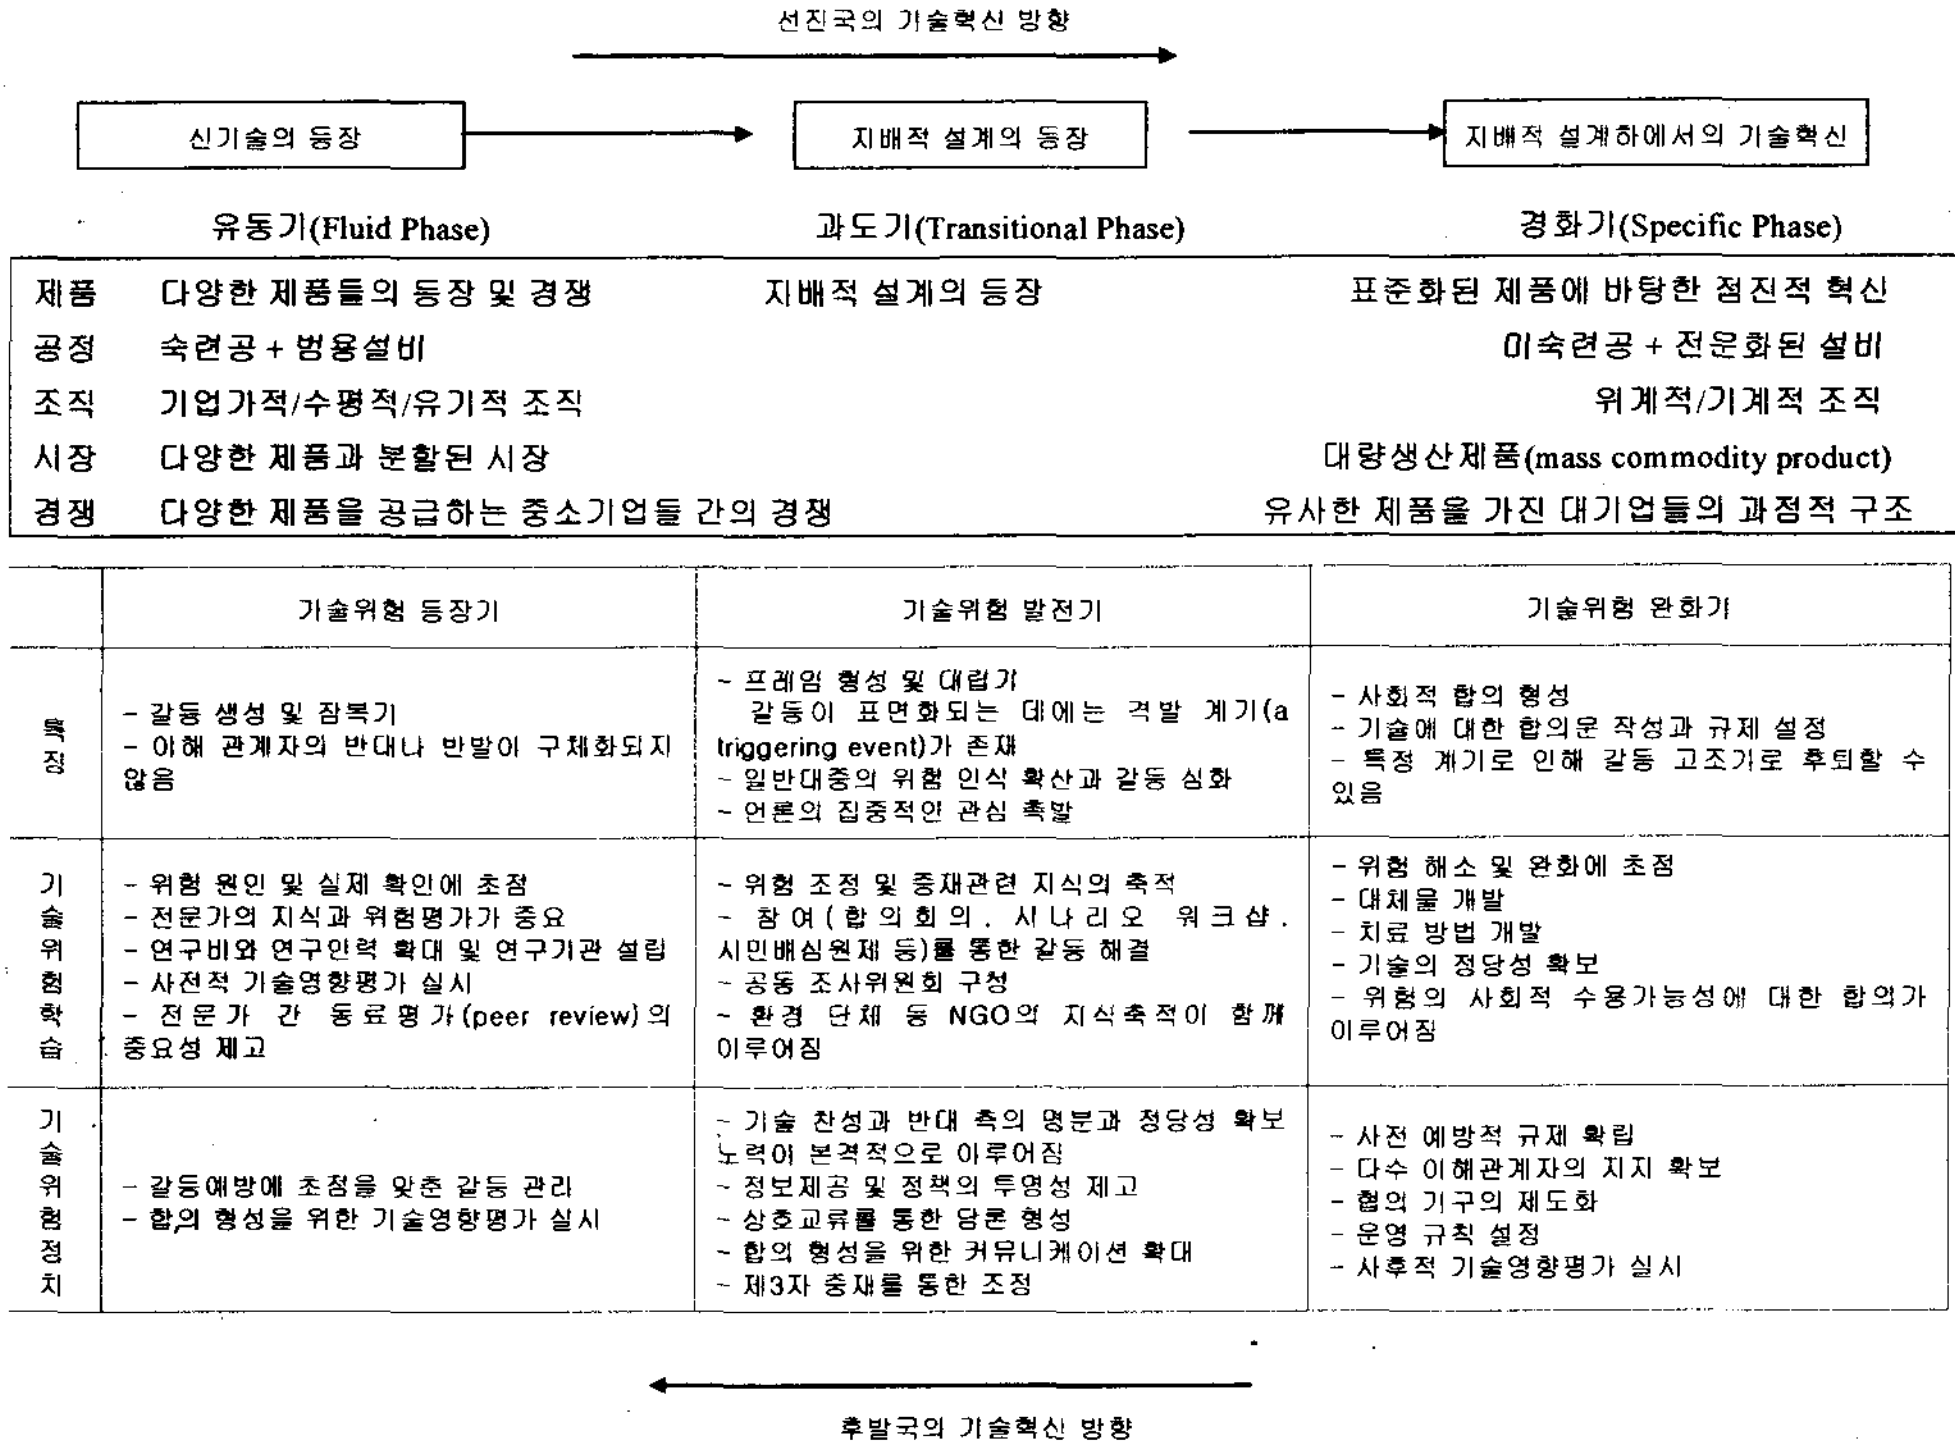 선진국의 기술혁신 방향
신기술의 등장
지배적 설계의 등장
지배적 설계하에서의 기술혁신
유동기(Fluid Phase)
과도기(Transitional Phase)
경화기(Specific Phase)
제품 다양한 제품들의 등장 및 경쟁 지배적 설계의 등장 표준화된 제품에 바탕한 점진적 혁신
공정 숙련공 + 범용설비 미숙련공 + 전문화된 설비
조직 기업가적/수평적/유기적 조직 위계적/기계적 조직
시장 다양한 제품과 분할된 시장 대량생산제품(mass commodity product)
경쟁 다양한 제품을 공급하는 중소기업들 간의 경쟁 유사한 제품을 가진 대기업들의 과점적 구조
기술위험 등장기
기술위험 발전기
기술위험 완화기
특징
- 갈등 생성 및 잠복기
- 이해 관계자의 반대나 반발이 구체화되지
않음
- 프레임 형성 및 대립기
갈등이 표면화되는 데에는 격발 계기(a
triggering event)가 존재
- 일반대중의 위험 인식 확산과 갈등 심화
- 언론의 집중적인 관심 촉발
- 사회적 합의 형성
- 기술에 대한 합의문 작성과 규제 설정
- 특정 계기로 인해 갈등 고조기로 후퇴할 수
있음
기술위험학습
- 위험 원인 및 실제 확인에 초점
- 전문가의 지식과 위험평가가 중요
- 연구비와 연구인력 확대 및 연구기관 설립
- 사전적 기술영향평가 실시
- 전문가 간 동료평가(peer review)의
중요성 제고
- 위험 조정 및 중재관련 지식의 축적
- 참여(합의회의, 시나리오 워크샵,
시민배심원제 등)를 통한 갈등 해결
- 공동 조사위원회 구성
- 환경 단체 등 NGO의 지식축적이 함께
이루어짐
- 위험 해소 및 완화에 초점
- 대체물 개발
- 치료 방법 개발
- 기술의 정당성 확보
- 위험의 사회적 수용가능성에 대한 합의가
이루어짐
기술위험정치
- 갈등예방에 초점을 맞춘 갈등 관리
- 합의 형성을 위한 기술영향평가 실시
- 기술 찬성과 반대 측의 명분과 정당성 확보
노력이 본격적으로 이루어짐
- 정보제공 및 정책의 투명성 제고
- 상호교류를 통한 담론 형성
- 합의 형성을 위한 커뮤니케이션 확대
- 제3자 중재를 통한 조정
- 사전 예방적 규제 확립
- 다수 이해관계자의 지지 확보
- 협의 기구의 제도화
- 운영 규칙 설정
- 사후적 기술영향평가 실시
후발국의 기술혁신 방향